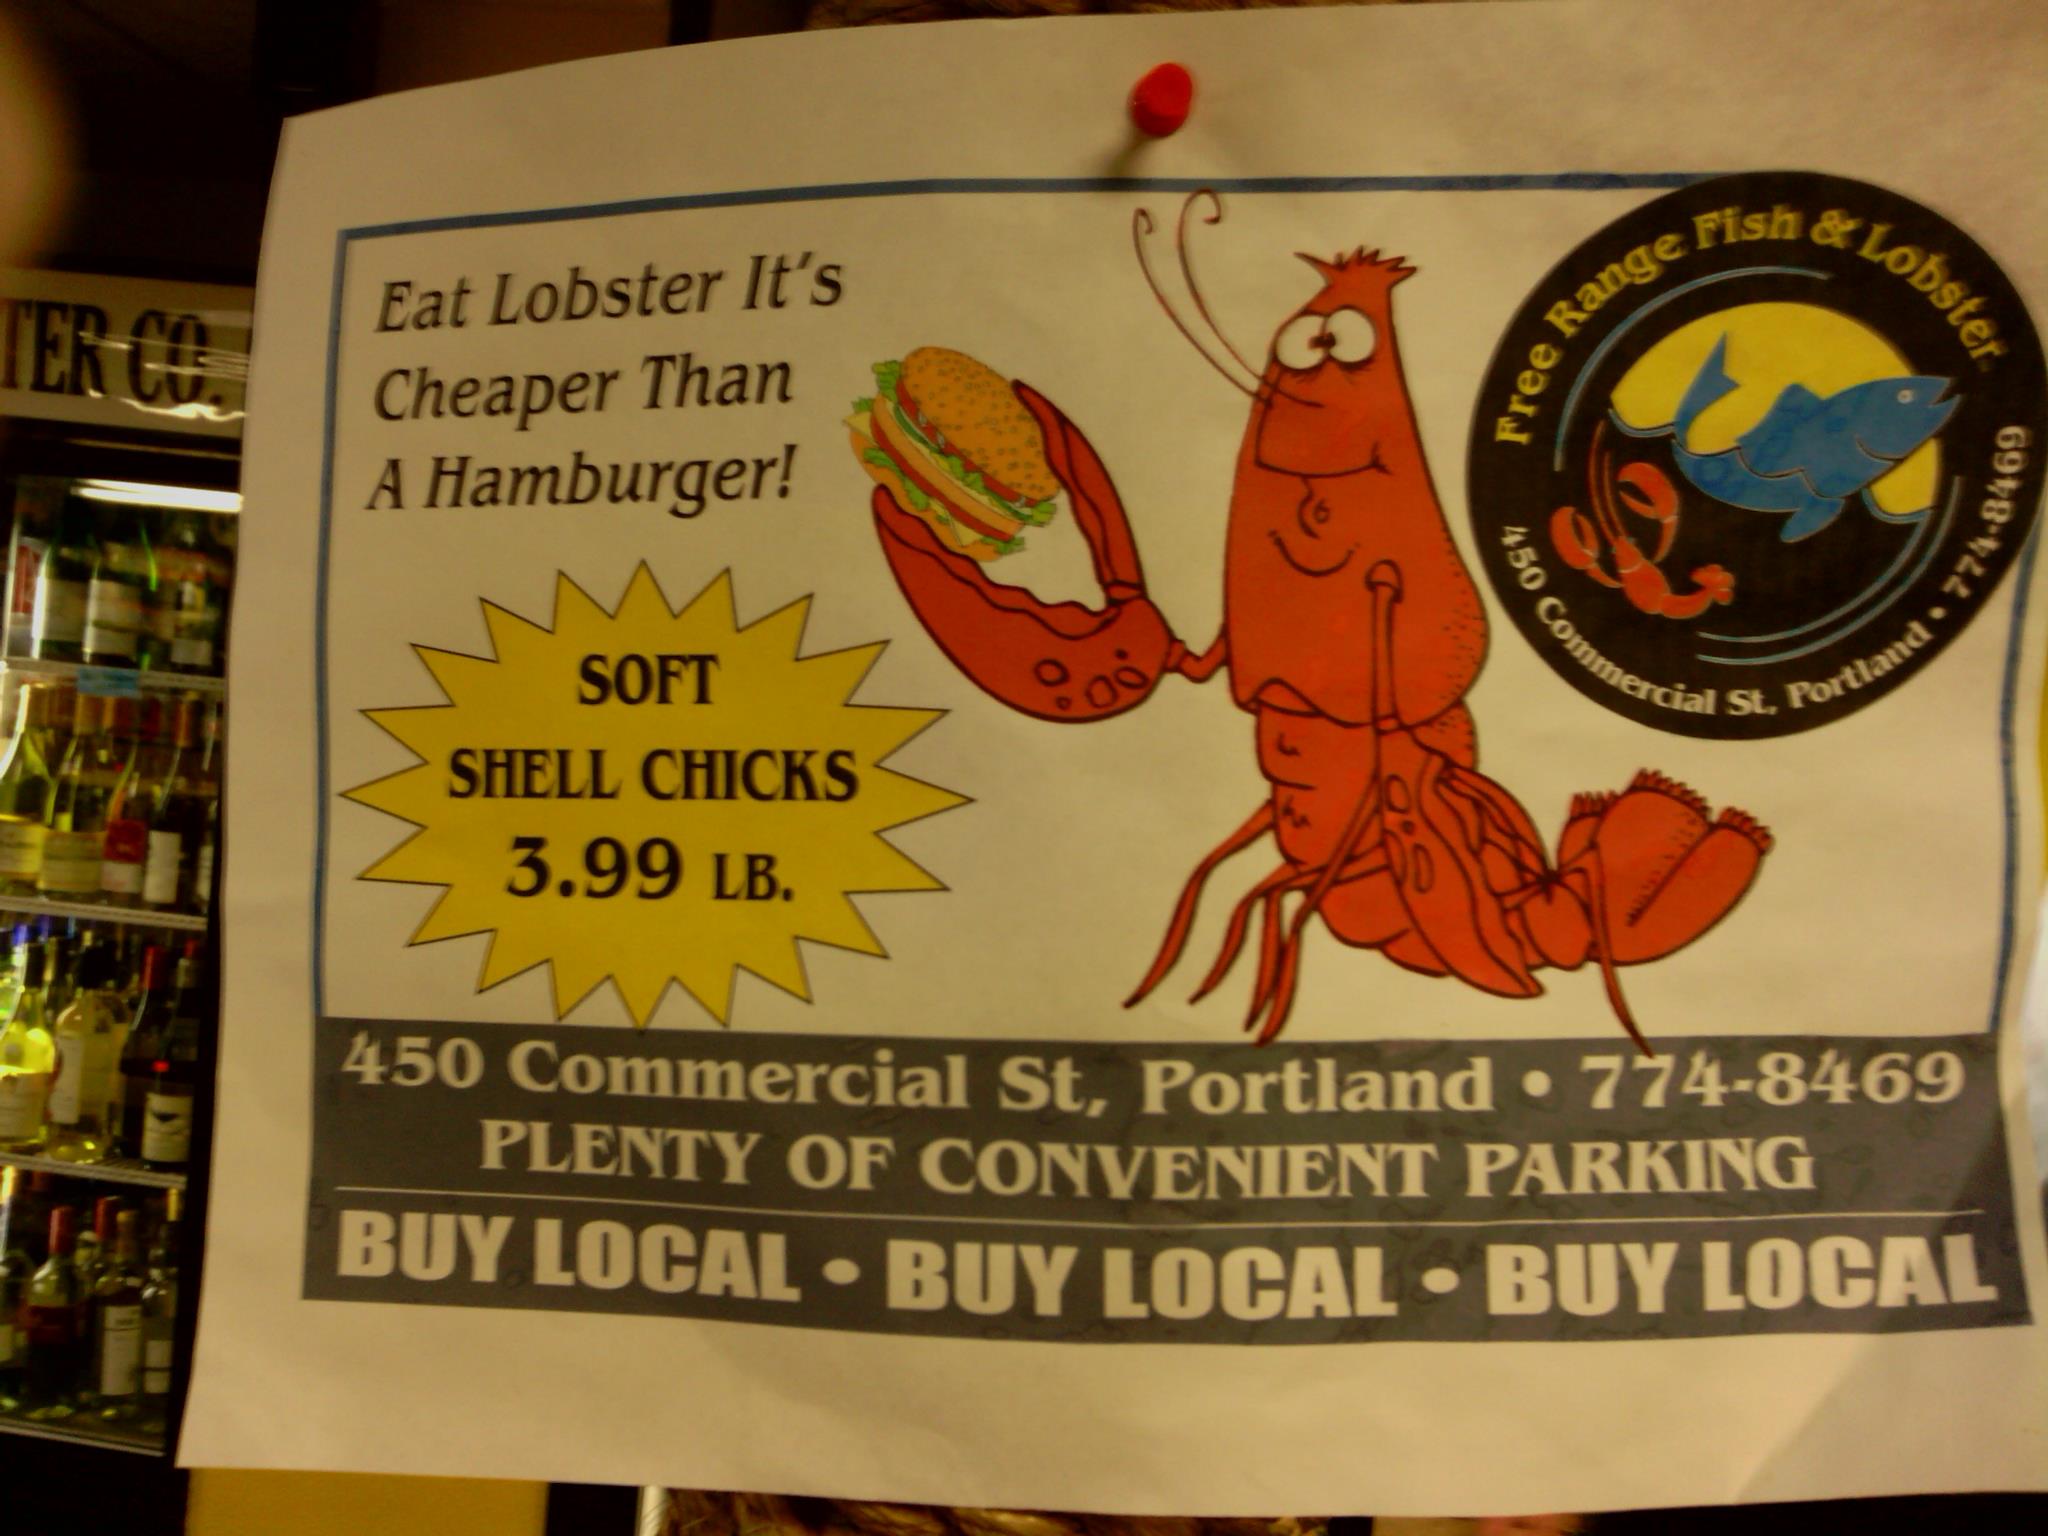 TER CO.
Eat Lobster It's
Cheaper Than
A Hamburger!
SOFT
SHELL CHICKS
3.99 LB.
Free Range Fish & Lobster
450 Commercial St, Portland • 774-8469
450 Commercial St, Portland • 774-8469
PLENTY OF CONVENIENT PARKING
BUY LOCAL • BUY LOCAL • BUY LOCAL